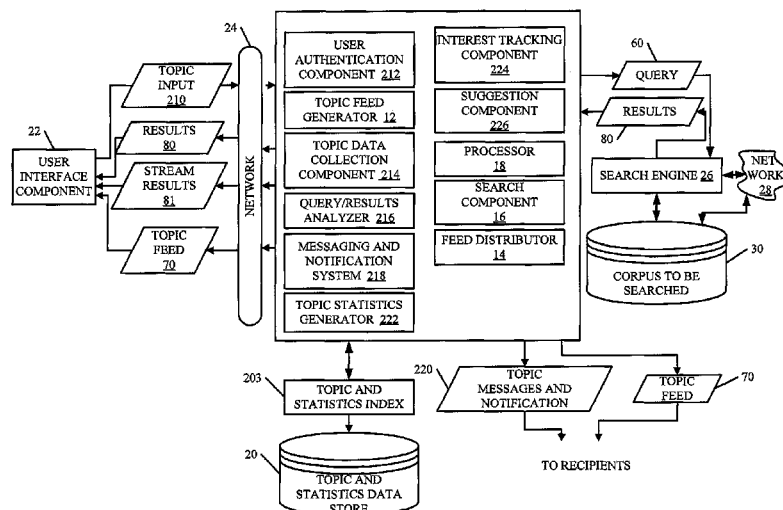 24
TOPIC
INPUT
210
22
USER
INTERFACE
COMPONENT
RESULTS
80
STREAM
RESULTS
81
TOPIC
FEED
70
NETWORK
USER
AUTHENTICATION
COMPONENT 212
TOPIC FEED
GENERATOR 12
TOPIC DATA
COLLECTION
COMPONENT 214
QUERY/RESULTS
ANALYZER 216
MESSAGING AND
NOTIFICATION
SYSTEM 218
TOPIC STATISTICS
GENERATOR 222
INTEREST TRACKING
COMPONENT
224
SUGGESTION
COMPONENT
226
PROCESSOR
18
SEARCH
COMPONENT
16
FEED DISTRIBUTOR
14
60
QUERY
RESULTS
80
SEARCH ENGINE 26
NET
WORK
28
30
CORPUS TO BE
SEARCHED
203
TOPIC AND
STATISTICS INDEX
20
TOPIC AND
STATISTICS DATA
STORE
220
TOPIC
MESSAGES AND
NOTIFICATION
TOPIC
FEED
70
TO RECIPIENTS